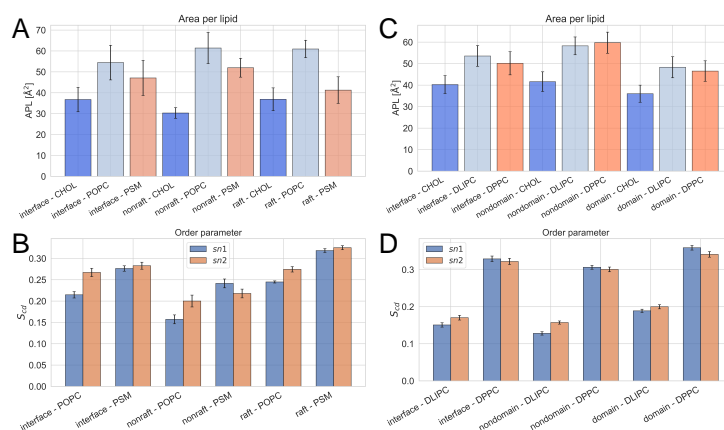 A
Area per lipid
APL [Å²]
70
60
50
40
30
20
10
0
interface - CHOL
interface - POPC
interface - PSM
nonraft - CHOL
nonraft - POPC
nonraft - PSM
raft - CHOL
raft - POPC
raft - PSM
C
Area per lipid
APL [Å²]
60
50
40
30
20
10
0
interface - CHOL
interface - DLIPC
interface - DPPC
nondomain - CHOL
nondomain - DLIPC
nondomain - DPPC
domain - CHOL
domain - DLIPC
domain - DPPC
B
Order parameter
sn1
sn2
S_cd
0.30
0.25
0.20
0.15
0.10
0.05
0.00
interface - POPC
interface - PSM
nonraft - POPC
nonraft - PSM
raft - POPC
raft - PSM
D
Order parameter
sn1
sn2
S_cd
0.3
0.2
0.1
0.0
interface - DLIPC
interface - DPPC
nondomain - DLIPC
nondomain - DPPC
domain - DLIPC
domain - DPPC